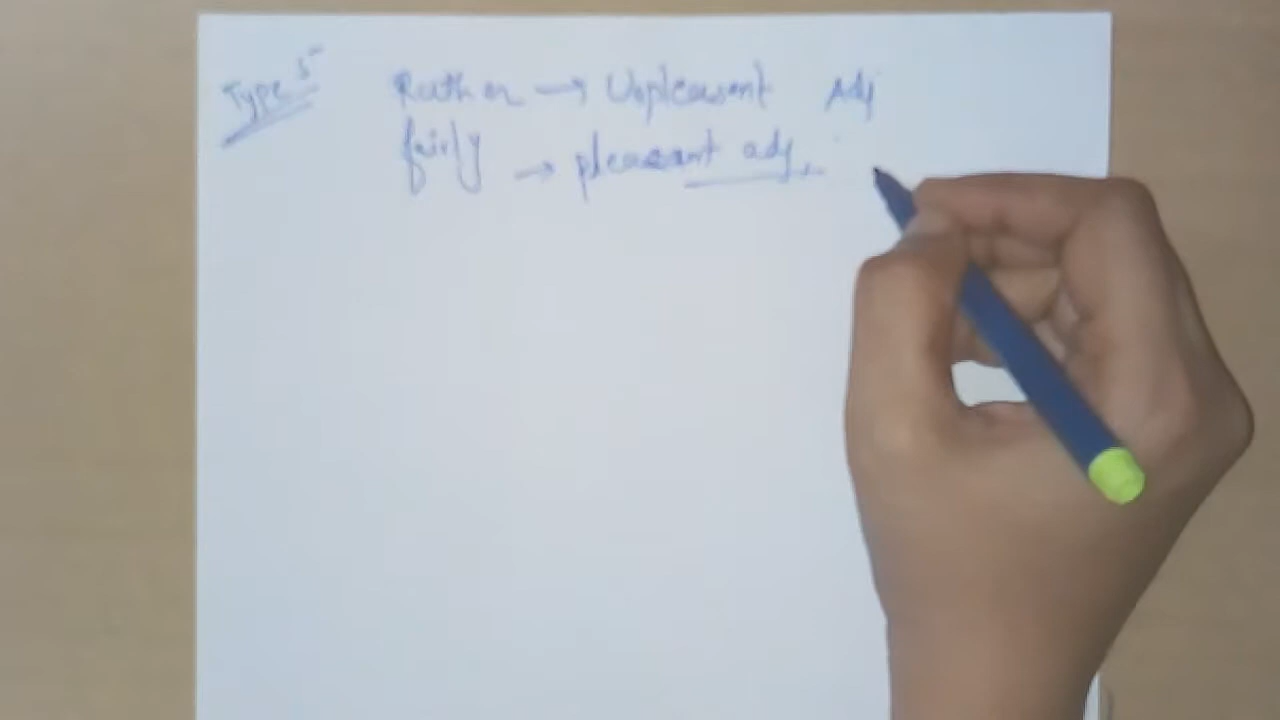 Type 5
Rather → Unpleasant Adj
fairly → pleasant adj.